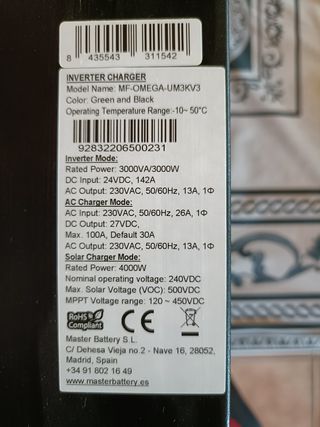 8 435543 311542
INVERTER CHARGER
Model Name: MF-OMEGA-UM3KV3
Color: Green and Black
Operating Temperature Range:-10~ 50°C
92832206500231
Inverter Mode:
Rated Power: 3000VA/3000W
DC Input: 24VDC, 142A
AC Output: 230VAC, 50/60Hz, 13A, 1Φ
AC Charger Mode:
AC Input: 230VAC, 50/60Hz, 26A, 1Φ
DC Output: 27VDC,
Max. 100A, Default 30A
AC Output: 230VAC, 50/60Hz, 13A, 1Φ
Solar Charger Mode:
Rated Power: 4000W
Nominal operating voltage: 240VDC
Max. Solar Voltage (VOC): 500VDC
MPPT Voltage range: 120 ~ 450VDC
RoHS
Compliant
CE
Master Battery S.L.
C/ Dehesa Vieja no.2 - Nave 16, 28052,
Madrid, Spain
+34 91 802 16 49
www.masterbattery.es